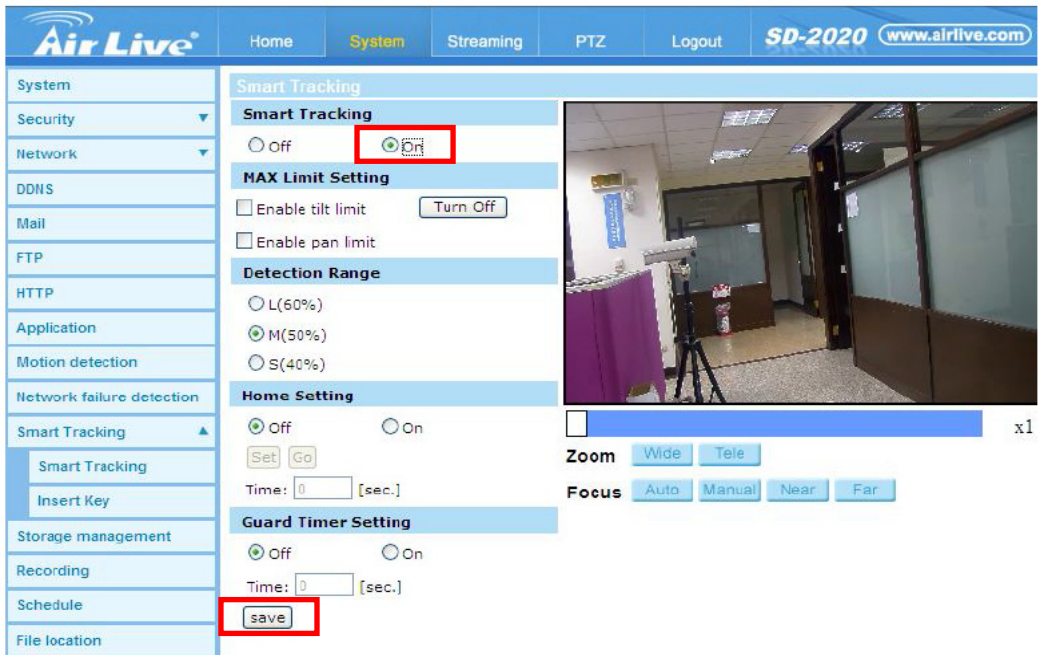 Air Live®
Home System Streaming PTZ Logout SD-2020 www.airlive.com
System
Security
Network
DDNS
Mail
FTP
HTTP
Application
Motion detection
Network failure detection
Smart Tracking
Smart Tracking
Insert Key
Storage management
Recording
Schedule
File location
Smart Tracking
Smart Tracking
Off On
MAX Limit Setting
Enable tilt limit Turn Off
Enable pan limit
Detection Range
L(60%)
M(50%)
S(40%)
Home Setting
Off On
Set Go
Time: 0 [sec.]
Guard Timer Setting
Off On
Time: 0 [sec.]
save
x1
Zoom Wide Tele
Focus Auto Manual Near Far